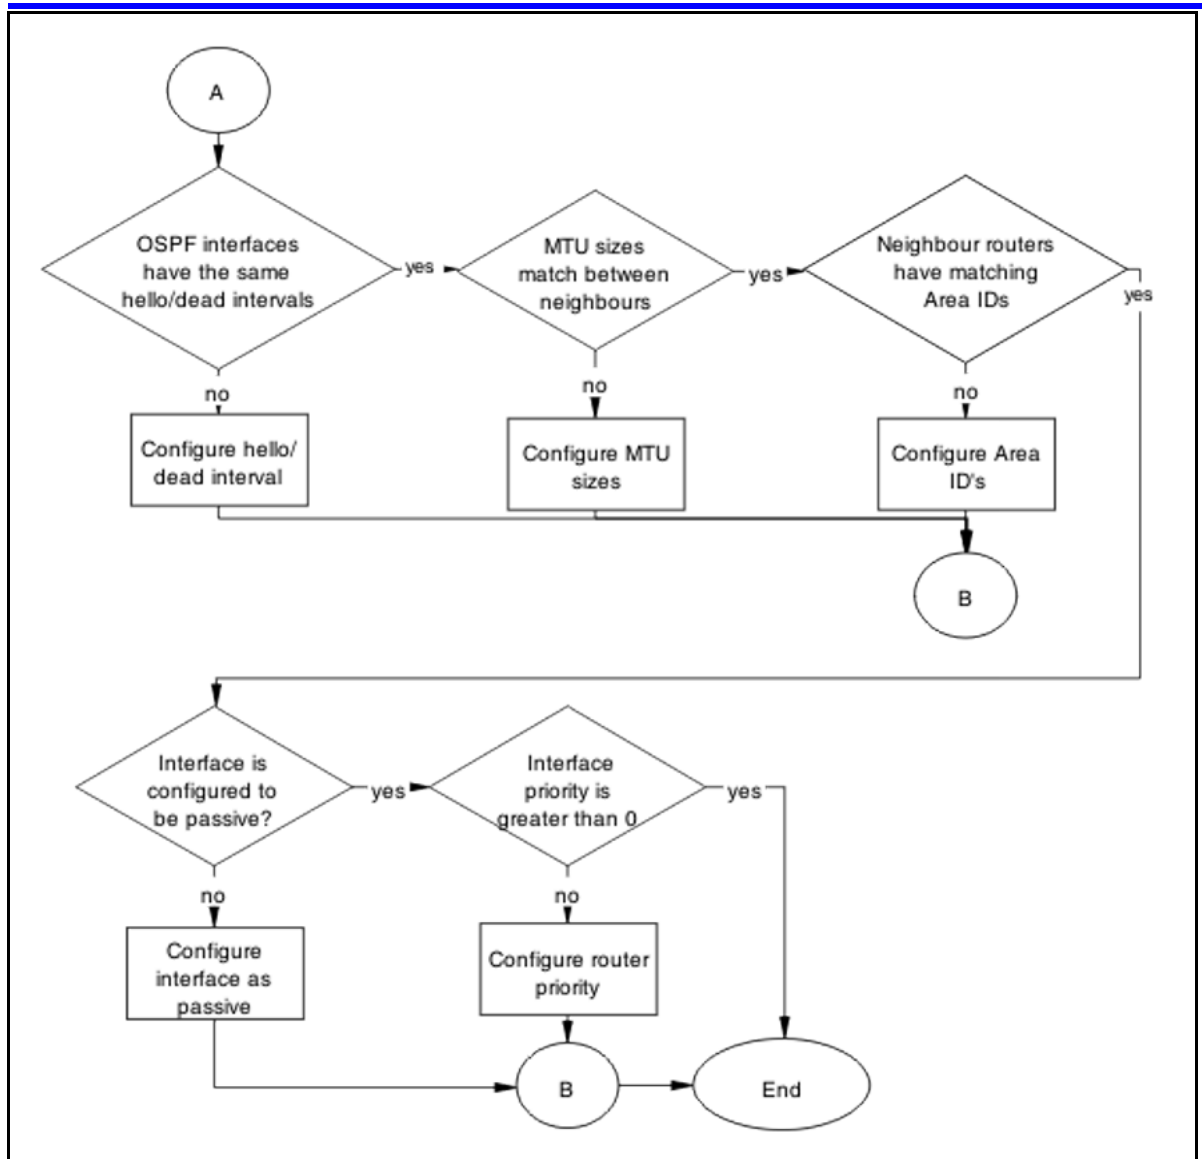 A
OSPF interfaces
have the same
hello/dead intervals
yes
MTU sizes
match between
neighbours
yes
Neighbour routers
have matching
Area IDs
yes
no
no
no
Configure hello/
dead interval
Configure MTU
sizes
Configure Area
ID's
B
Interface is
configured to
be passive?
yes
Interface
priority is
greater than 0
yes
no
no
Configure
interface as
passive
Configure router
priority
B
End